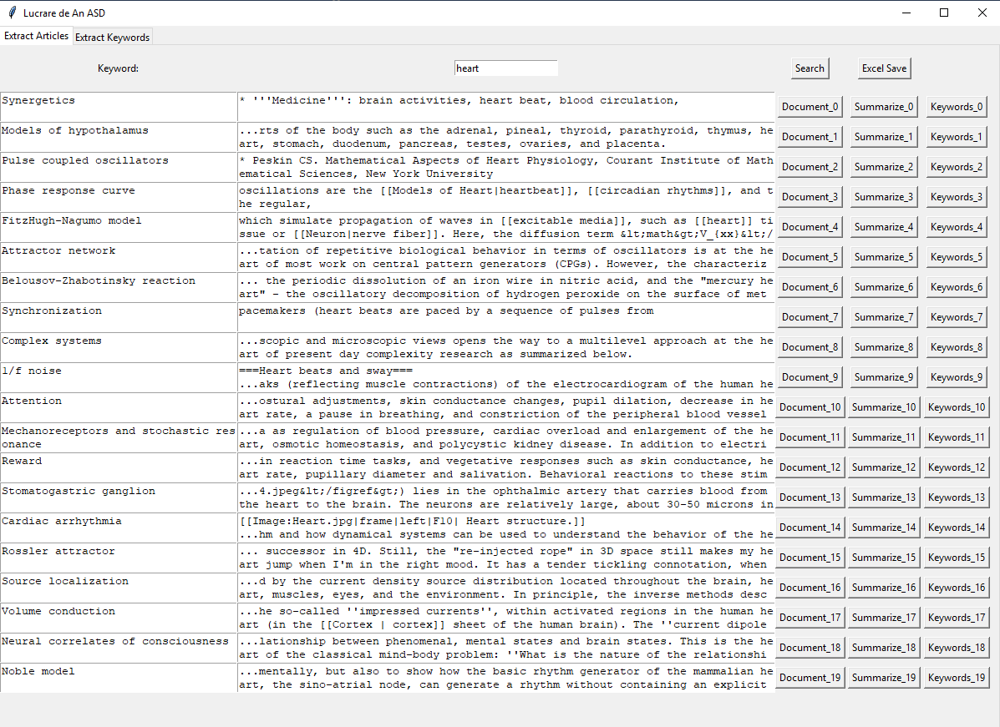 Lucrare de An ASD
Extract Articles Extract Keywords
Keyword: heart Search Excel Save
Synergetics * '''Medicine''': brain activities, heart beat, blood circulation, Document_0 Summarize_0 Keywords_0
Models of hypothalamus ...rts of the body such as the adrenal, pineal, thyroid, parathyroid, thymus, he Document_1 Summarize_1 Keywords_1
art, stomach, duodenum, pancreas, testes, ovaries, and placenta.
Pulse coupled oscillators * Peskin CS. Mathematical Aspects of Heart Physiology, Courant Institute of Math Document_2 Summarize_2 Keywords_2
ematical Sciences, New York University
Phase response curve oscillations are the [[Models of Heart|heartbeat]], [[circadian rhythms]], and t Document_3 Summarize_3 Keywords_3
he regular,
FitzHugh-Nagumo model which simulate propagation of waves in [[excitable media]], such as [[heart]] ti Document_4 Summarize_4 Keywords_4
ssue or [[Neuron|nerve fiber]]. Here, the diffusion term &lt;math&gt;V_{xx}&lt;/
Attractor network ...tation of repetitive biological behavior in terms of oscillators is at the he Document_5 Summarize_5 Keywords_5
art of most work on central pattern generators (CPGs). However, the characteriz
Belousov-Zhabotinsky reaction ... the periodic dissolution of an iron wire in nitric acid, and the "mercury he Document_6 Summarize_6 Keywords_6
art" - the oscillatory decomposition of hydrogen peroxide on the surface of met
Synchronization pacemakers (heart beats are paced by a sequence of pulses from Document_7 Summarize_7 Keywords_7
Complex systems ...scopic and microscopic views opens the way to a multilevel approach at the he Document_8 Summarize_8 Keywords_8
art of present day complexity research as summarized below.
1/f noise ===Heart beats and sway=== Document_9 Summarize_9 Keywords_9
...aks (reflecting muscle contractions) of the electrocardiogram of the human he
Attention ...ostural adjustments, skin conductance changes, pupil dilation, decrease in he Document_10 Summarize_10 Keywords_10
art rate, a pause in breathing, and constriction of the peripheral blood vessel
Mechanoreceptors and stochastic res ...a as regulation of blood pressure, cardiac overload and enlargement of the he Document_11 Summarize_11 Keywords_11
onance art, osmotic homeostasis, and polycystic kidney disease. In addition to electri
Reward ...in reaction time tasks, and vegetative responses such as skin conductance, he Document_12 Summarize_12 Keywords_12
art rate, pupillary diameter and salivation. Behavioral reactions to these stim
Stomatogastric ganglion ...4.jpeg&lt;/figref&gt;) lies in the ophthalmic artery that carries blood from Document_13 Summarize_13 Keywords_13
the heart to the brain. The neurons are relatively large, about 30-50 microns in
Cardiac arrhythmia [[Image:Heart.jpg|frame|left|F10| Heart structure.]] Document_14 Summarize_14 Keywords_14
...hm and how dynamical systems can be used to understand the behavior of the he
Rossler attractor ... successor in 4D. Still, the "re-injected rope" in 3D space still makes my he Document_15 Summarize_15 Keywords_15
art jump when I'm in the right mood. It has a tender tickling connotation, when
Source localization ...d by the current density source distribution located throughout the brain, he Document_16 Summarize_16 Keywords_16
art, muscles, eyes, and the environment. In principle, the inverse methods desc
Volume conduction ...he so-called ''impressed currents'', within activated regions in the human he Document_17 Summarize_17 Keywords_17
art (in the [[Cortex | cortex]] sheet of the human brain). The ''current dipole
Neural correlates of consciousness ...lationship between phenomenal, mental states and brain states. This is the he Document_18 Summarize_18 Keywords_18
art of the classical mind-body problem: ''What is the nature of the relationshi
Noble model ...mentally, but also to show how the basic rhythm generator of the mammalian he Document_19 Summarize_19 Keywords_19
art, the sino-atrial node, can generate a rhythm without containing an explicit